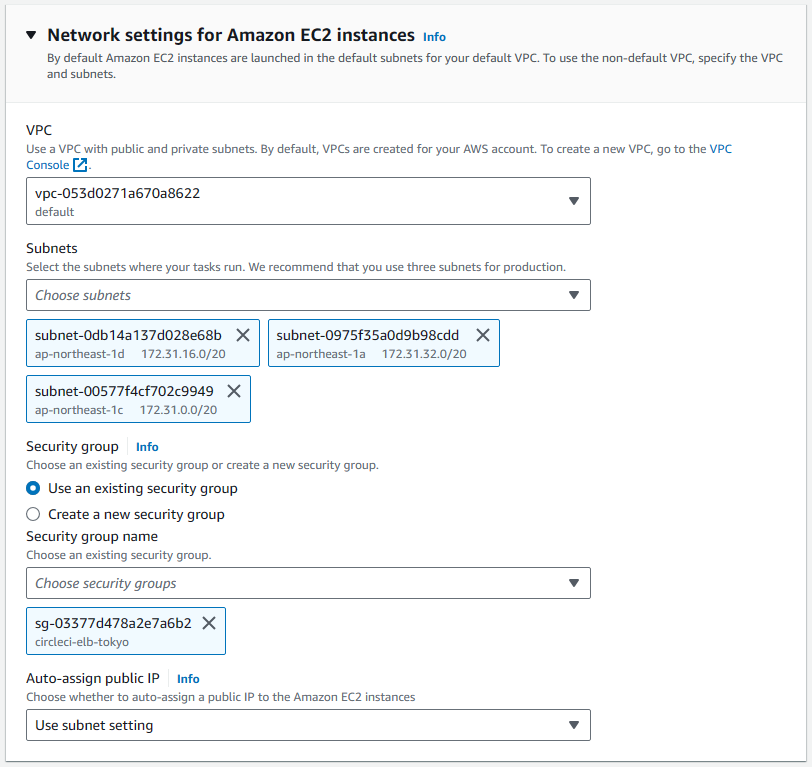 Network settings for Amazon EC2 instances Info
By default Amazon EC2 instances are launched in the default subnets for your default VPC. To use the non-default VPC, specify the VPC
and subnets.
VPC
Use a VPC with public and private subnets. By default, VPCs are created for your AWS account. To create a new VPC, go to the VPC
Console.
vpc-053d0271a670a8622
default
Subnets
Select the subnets where your tasks run. We recommend that you use three subnets for production.
Choose subnets
subnet-0db14a137d028e68b subnet-0975f35a0d9b98cdd
ap-northeast-1d 172.31.16.0/20 ap-northeast-1a 172.31.32.0/20
subnet-00577f4cf702c9949
ap-northeast-1c 172.31.0.0/20
Security group Info
Choose an existing security group or create a new security group.
Use an existing security group
Create a new security group
Security group name
Choose an existing security group.
Choose security groups
sg-03377d478a2e7a6b2
circleci-elb-tokyo
Auto-assign public IP Info
Choose whether to auto-assign a public IP to the Amazon EC2 instances
Use subnet setting